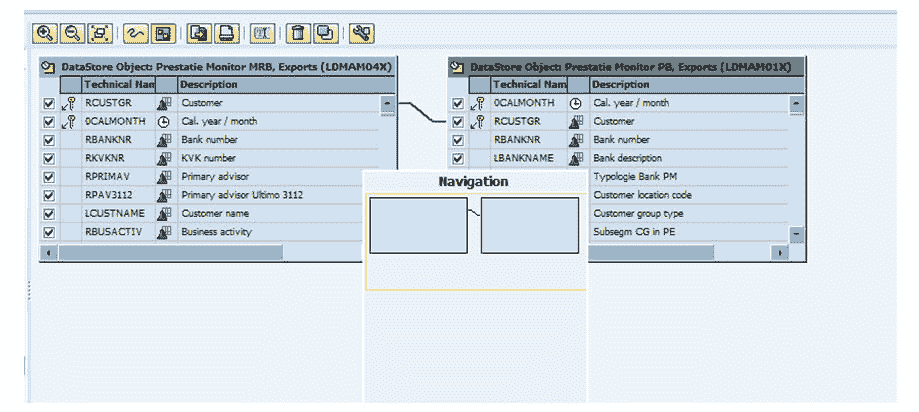 DataStore Object: Prestatie Monitor MRB, Exports (LDMAM04X)
Technical Nam Description
RCUSTGR Customer
0CALMONTH Cal. year / month
RBANKNR Bank number
RKVKNR KVK number
RPRIMAV Primary advisor
RPAV3112 Primary advisor Ultimo 3112
LCUSTNAME Customer name
RBUSACTIV Business activity
DataStore Object: Prestatie Monitor PB, Exports (LDMAM01X)
Technical Nam Description
0CALMONTH Cal. year / month
RCUSTGR Customer
RBANKNR Bank number
LBANKNAME Bank description
Typologie Bank PM
Customer location code
Customer group type
Subsegm CG in PE
Navigation